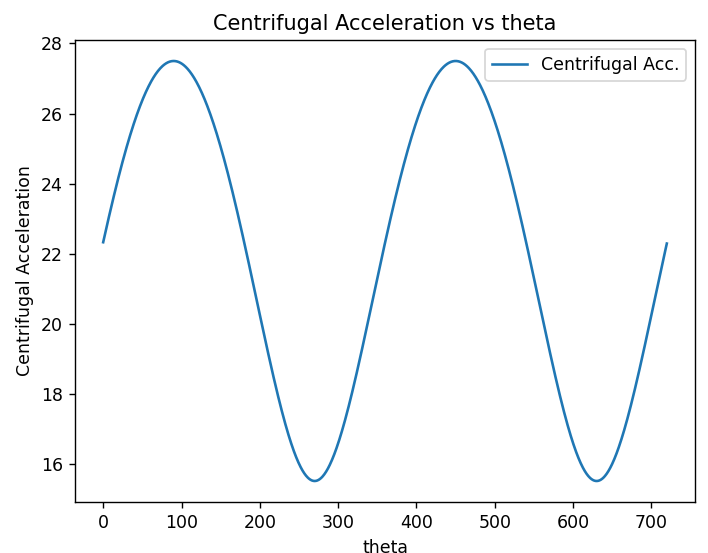 Centrifugal Acceleration vs theta
Centrifugal Acc.
Centrifugal Acceleration
28
26
24
22
20
18
16
0 100 200 300 400 500 600 700
theta